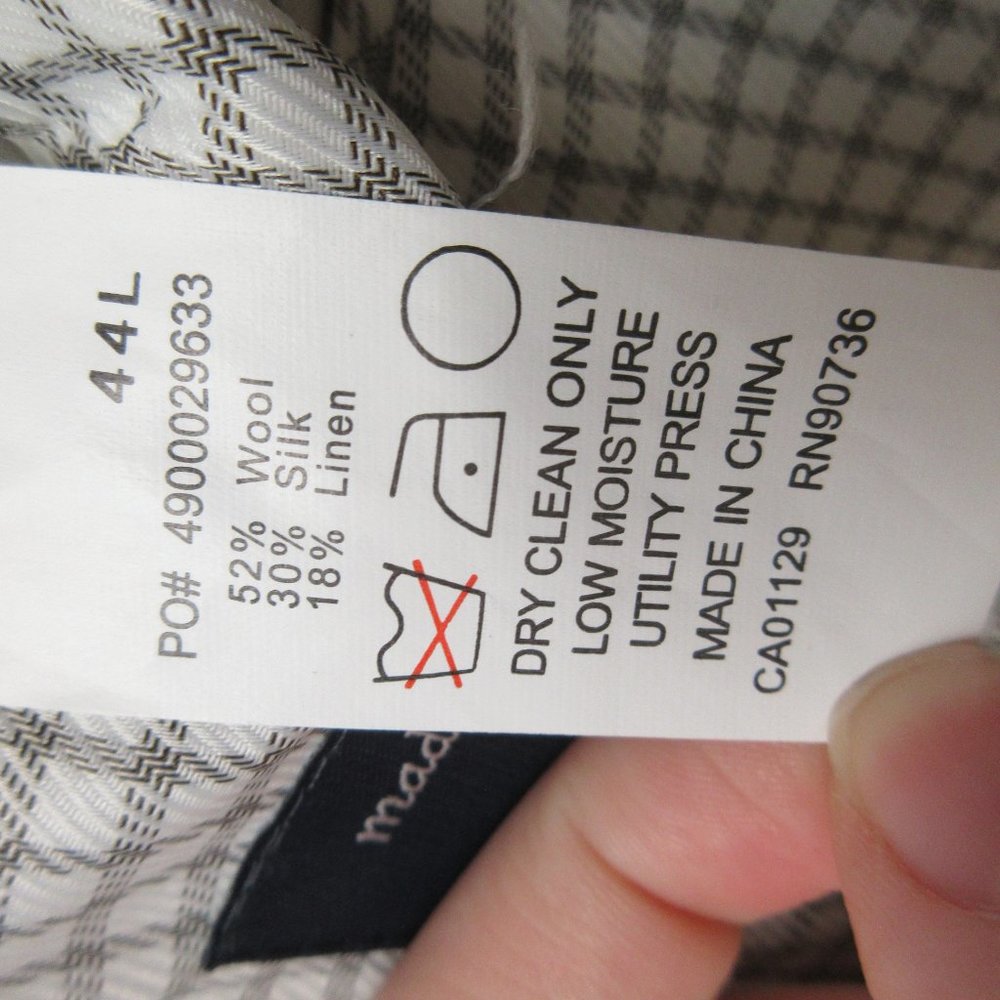 44L
PO# 4900029633
52% Wool
30% Silk
18% Linen
DRY CLEAN ONLY
LOW MOISTURE
UTILITY PRESS
MADE IN CHINA
CA01129 RN90736
mad